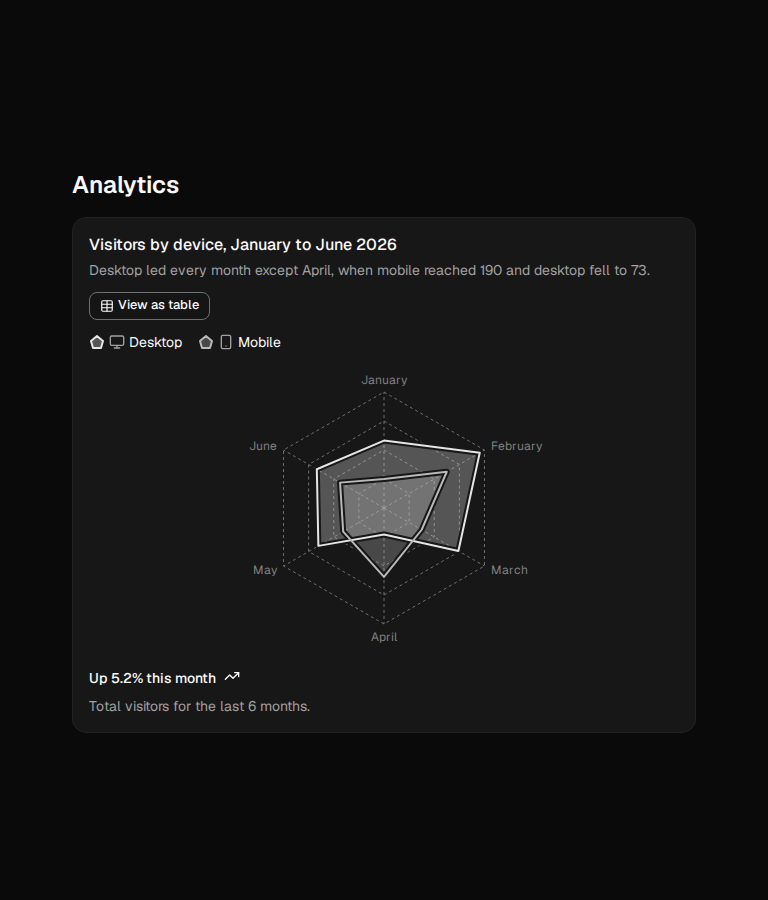 Analytics
Visitors by device, January to June 2026
Desktop led every month except April, when mobile reached 190 and desktop fell to 73.
View as table
Desktop Mobile
January
June February
May March
April
Up 5.2% this month
Total visitors for the last 6 months.